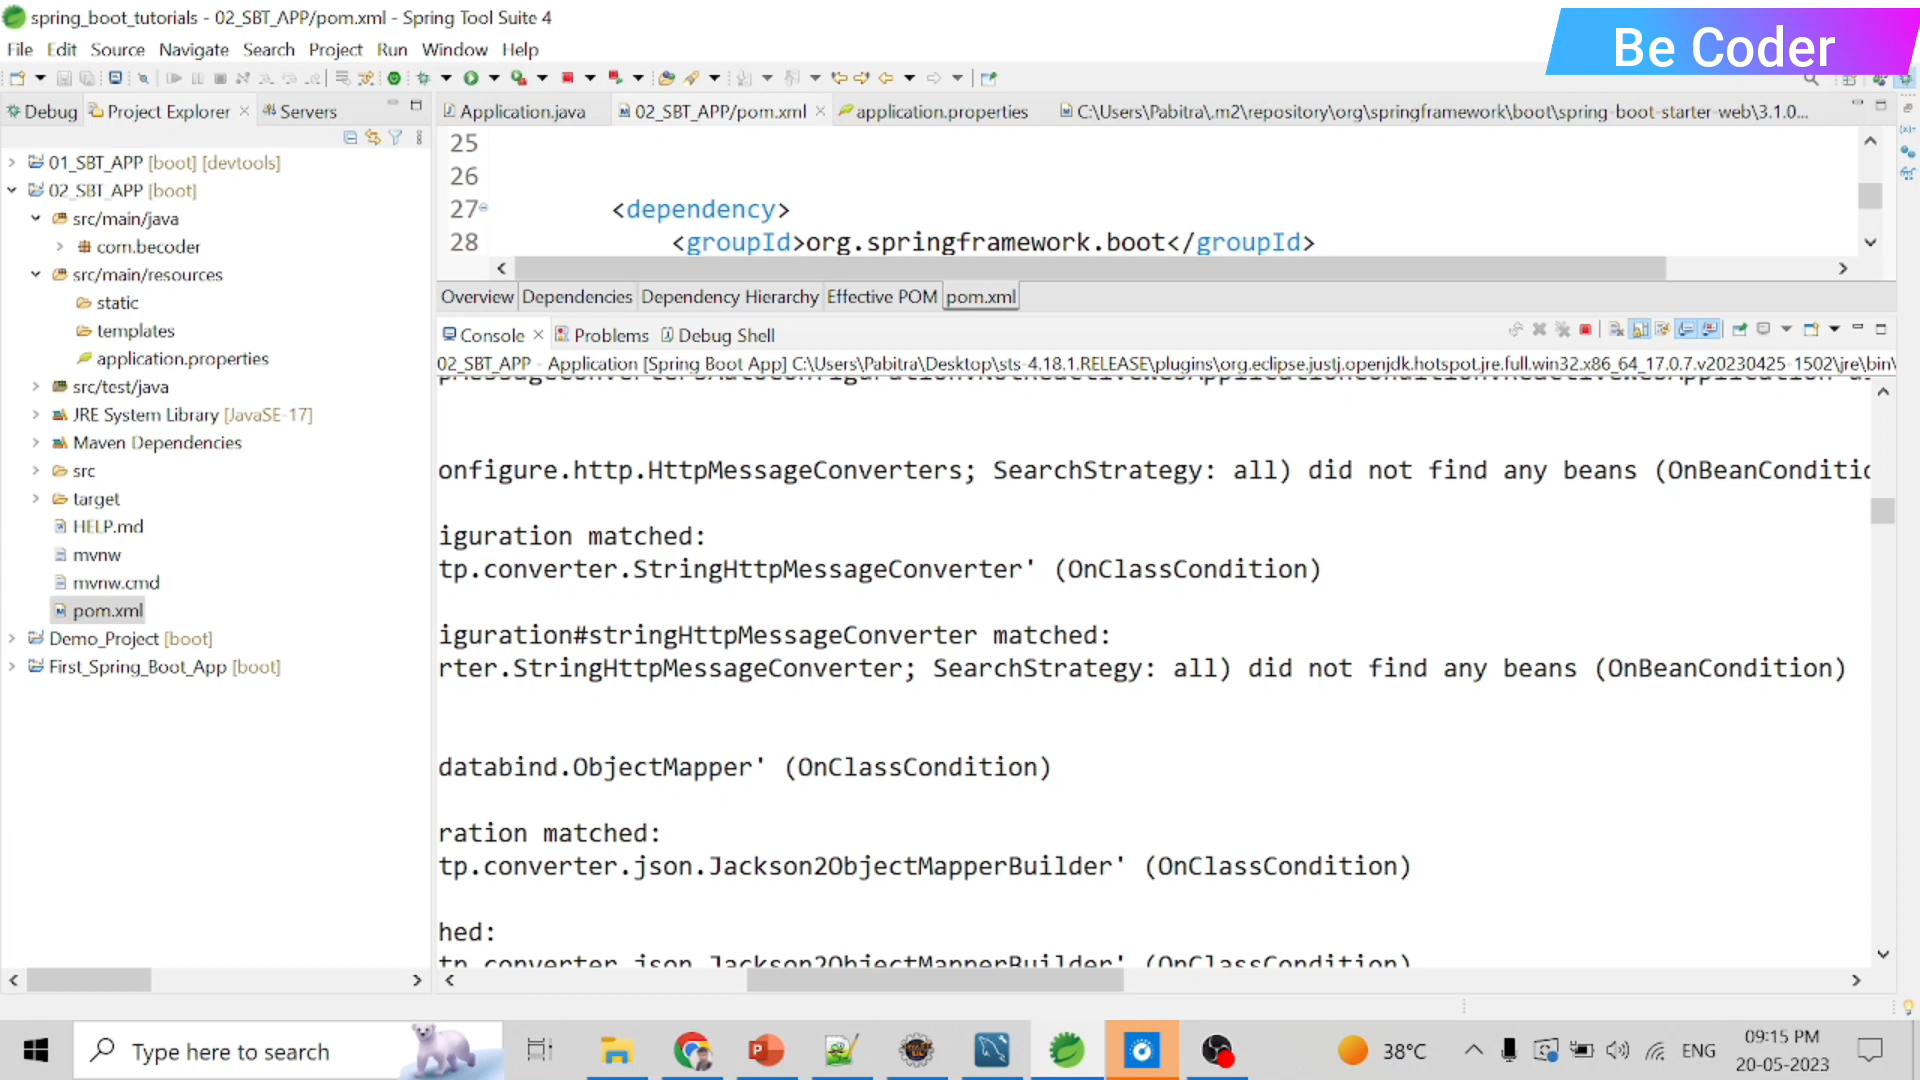 spring_boot_tutorials - 02_SBT_APP/pom.xml - Spring Tool Suite 4
Be Coder
File Edit Source Navigate Search Project Run Window Help
Debug Project Explorer Servers
Application.java 02_SBT_APP/pom.xml application.properties C:\Users\Pabitra\.m2\repository\org\springframework\boot\spring-boot-starter-web\3.1.0...
01_SBT_APP [boot] [devtools]
02_SBT_APP [boot]
src/main/java
com.becoder
src/main/resources
static
templates
application.properties
src/test/java
JRE System Library [JavaSE-17]
Maven Dependencies
src
target
HELP.md
mvnw
mvnw.cmd
pom.xml
Demo_Project [boot]
First_Spring_Boot_App [boot]
25
26
27 <dependency>
28 <groupId>org.springframework.boot</groupId>
Overview Dependencies Dependency Hierarchy Effective POM pom.xml
Console Problems Debug Shell
02_SBT_APP - Application [Spring Boot App] C:\Users\Pabitra\Desktop\sts-4.18.1.RELEASE\plugins\org.eclipse.justj.openjdk.hotspot.jre.full.win32.x86_64_17.0.7.v20230425-1502\jre\bin\
onfigure.http.HttpMessageConverters; SearchStrategy: all) did not find any beans (OnBeanConditio
iguration matched:
tp.converter.StringHttpMessageConverter' (OnClassCondition)
iguration#stringHttpMessageConverter matched:
rter.StringHttpMessageConverter; SearchStrategy: all) did not find any beans (OnBeanCondition)
databind.ObjectMapper' (OnClassCondition)
ration matched:
tp.converter.json.Jackson2ObjectMapperBuilder' (OnClassCondition)
hed:
tp.converter.json.Jackson2ObjectMapperBuilder' (OnClassCondition)
Type here to search
38°C
ENG
09:15 PM
20-05-2023